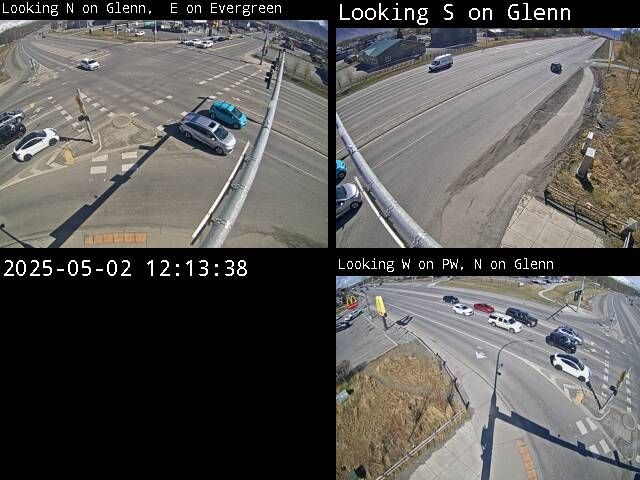 Looking N on Glenn,  E on Evergreen
Looking S on Glenn
2025-05-02 12:13:38
Looking W on PW, N on Glenn